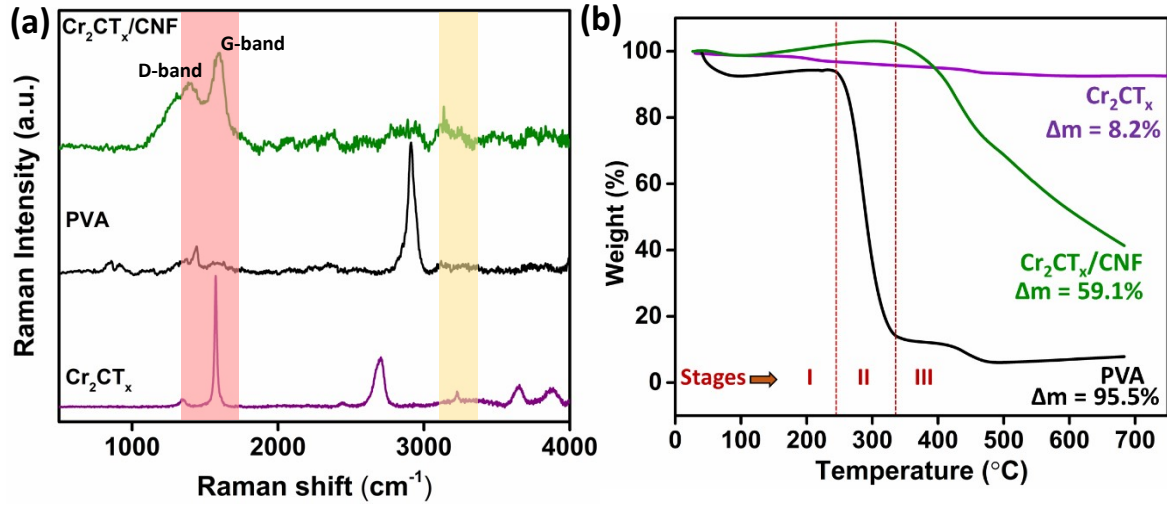 (a)
Cr₂CTₓ/CNF
G-band
D-band
PVA
Cr₂CTₓ
Raman Intensity (a.u.)
1000 2000 3000 4000
Raman shift (cm⁻¹)
(b)
100
80
60
40
20
0
Weight (%)
Cr₂CTₓ
Δm = 8.2%
Cr₂CTₓ/CNF
Δm = 59.1%
Stages I II III
PVA
Δm = 95.5%
0 100 200 300 400 500 600 700
Temperature (°C)